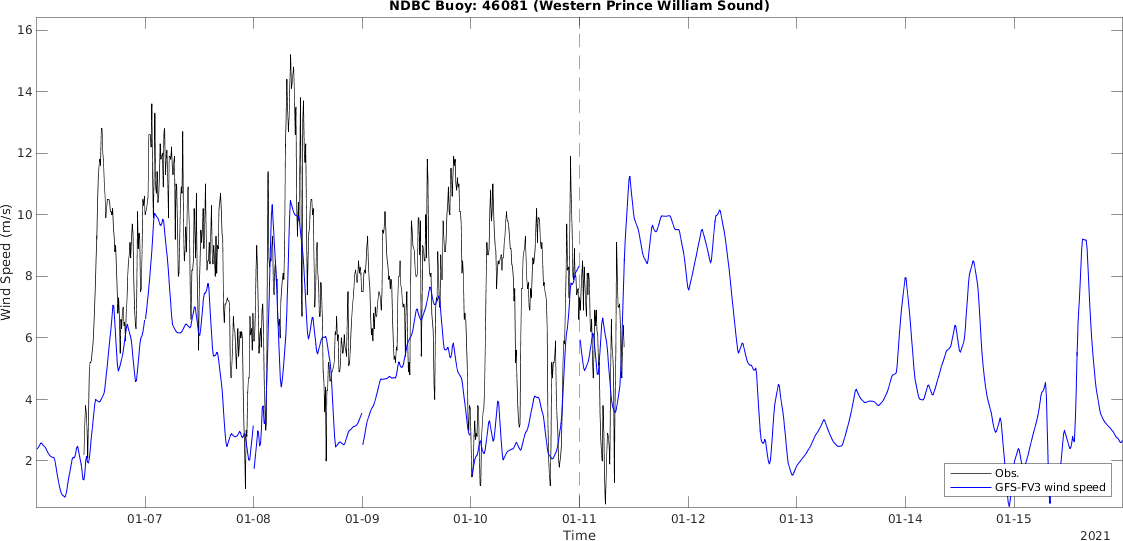 NDBC Buoy: 46081 (Western Prince William Sound)
16
14
12
10
8
6
4
2
Wind Speed (m/s)
Obs.
GFS-FV3 wind speed
01-07 01-08 01-09 01-10 01-11 01-12 01-13 01-14 01-15
Time
2021